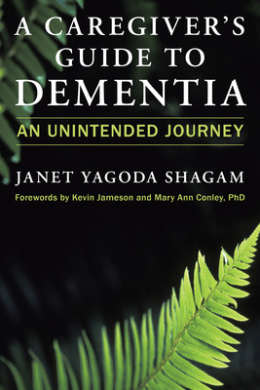 A CAREGIVER'S
GUIDE TO
DEMENTIA
AN UNINTENDED JOURNEY
JANET YAGODA SHAGAM
Forewords by Kevin Jameson and Mary Ann Conley, PhD